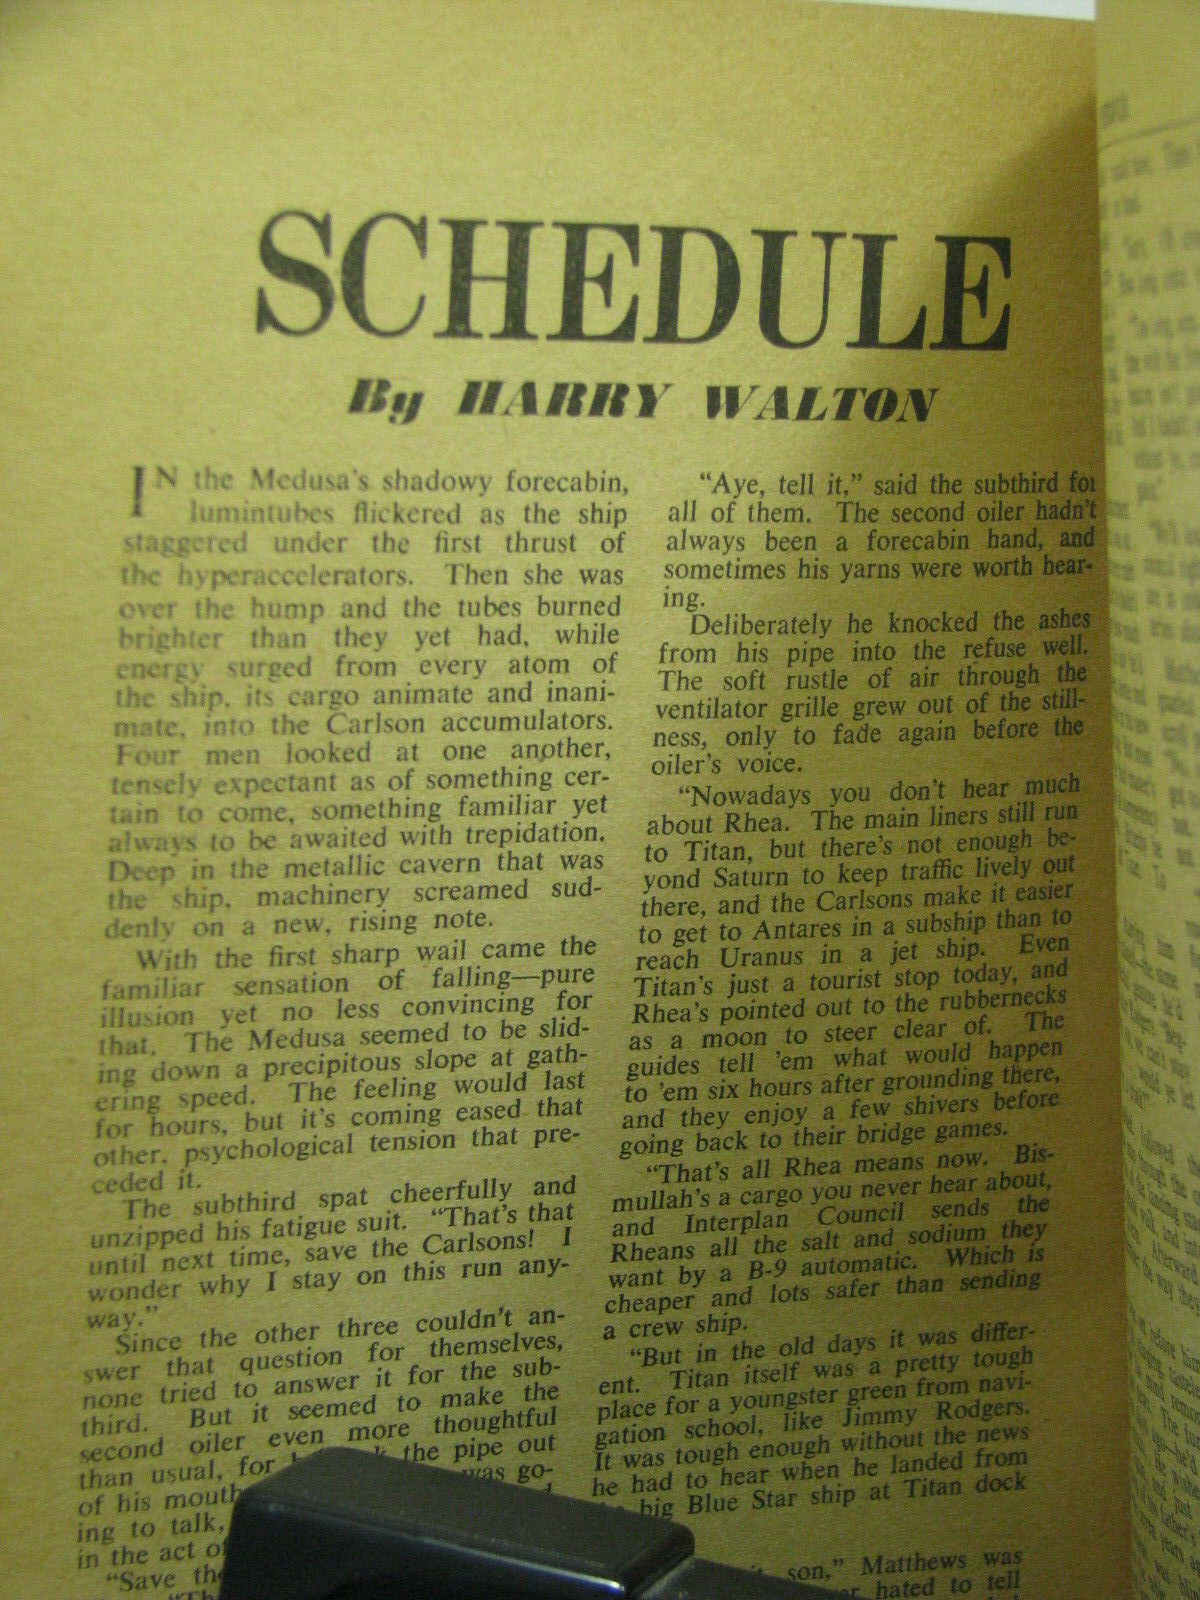 SCHEDULE
By HARRY WALTON
IN the Medusa's shadowy forecabin,
lumintubes flickered as the ship
staggered under the first thrust of
the hyperaccelerators. Then she was
over the hump and the tubes burned
brighter than they yet had, while
energy surged from every atom of
the ship, its cargo animate and inani-
mate, into the Carlson accumulators.
Four men looked at one another,
tensely expectant as of something cer-
tain to come, something familiar yet
always to be awaited with trepidation.
Deep in the metallic cavern that was
the ship, machinery screamed sud-
denly on a new, rising note.
With the first sharp wail came the
familiar sensation of falling—pure
illusion yet no less convincing for
that. The Medusa seemed to be slid-
ing down a precipitous slope at gath-
ering speed. The feeling would last
for hours, but it's coming eased that
other, psychological tension that pre-
ceded it.
The subthird spat cheerfully and
unzipped his fatigue suit. "That's that
until next time, save the Carlsons! I
wonder why I stay on this run any-
way."
Since the other three couldn't an-
swer that question for themselves,
none tried to answer it for the sub-
third. But it seemed to make the
second oiler even more thoughtful
than usual, for the pipe out
of his mouth was go-
ing to talk,
in the act of
"Save the
"Aye, tell it," said the subthird for
all of them. The second oiler hadn't
always been a forecabin hand, and
sometimes his yarns were worth hear-
ing.
Deliberately he knocked the ashes
from his pipe into the refuse well.
The soft rustle of air through the
ventilator grille grew out of the still-
ness, only to fade again before the
oiler's voice.
"Nowadays you don't hear much
about Rhea. The main liners still run
to Titan, but there's not enough be-
yond Saturn to keep traffic lively out
there, and the Carlsons make it easier
to get to Antares in a subship than to
reach Uranus in a jet ship. Even
Titan's just a tourist stop today, and
Rhea's pointed out to the rubbernecks
as a moon to steer clear of. The
guides tell 'em what would happen
to 'em six hours after grounding there,
and they enjoy a few shivers before
going back to their bridge games.
"That's all Rhea means now. Bis-
mullah's a cargo you never hear about,
and Interplan Council sends the
Rheans all the salt and sodium they
want by a B-9 automatic. Which is
cheaper and lots safer than sending
a crew ship.
"But in the old days it was differ-
ent. Titan itself was a pretty tough
place for a youngster green from navi-
gation school, like Jimmy Rodgers.
It was tough enough without the news
he had to hear when he landed from
big Blue Star ship at Titan dock
son," Matthews was
hated to tell